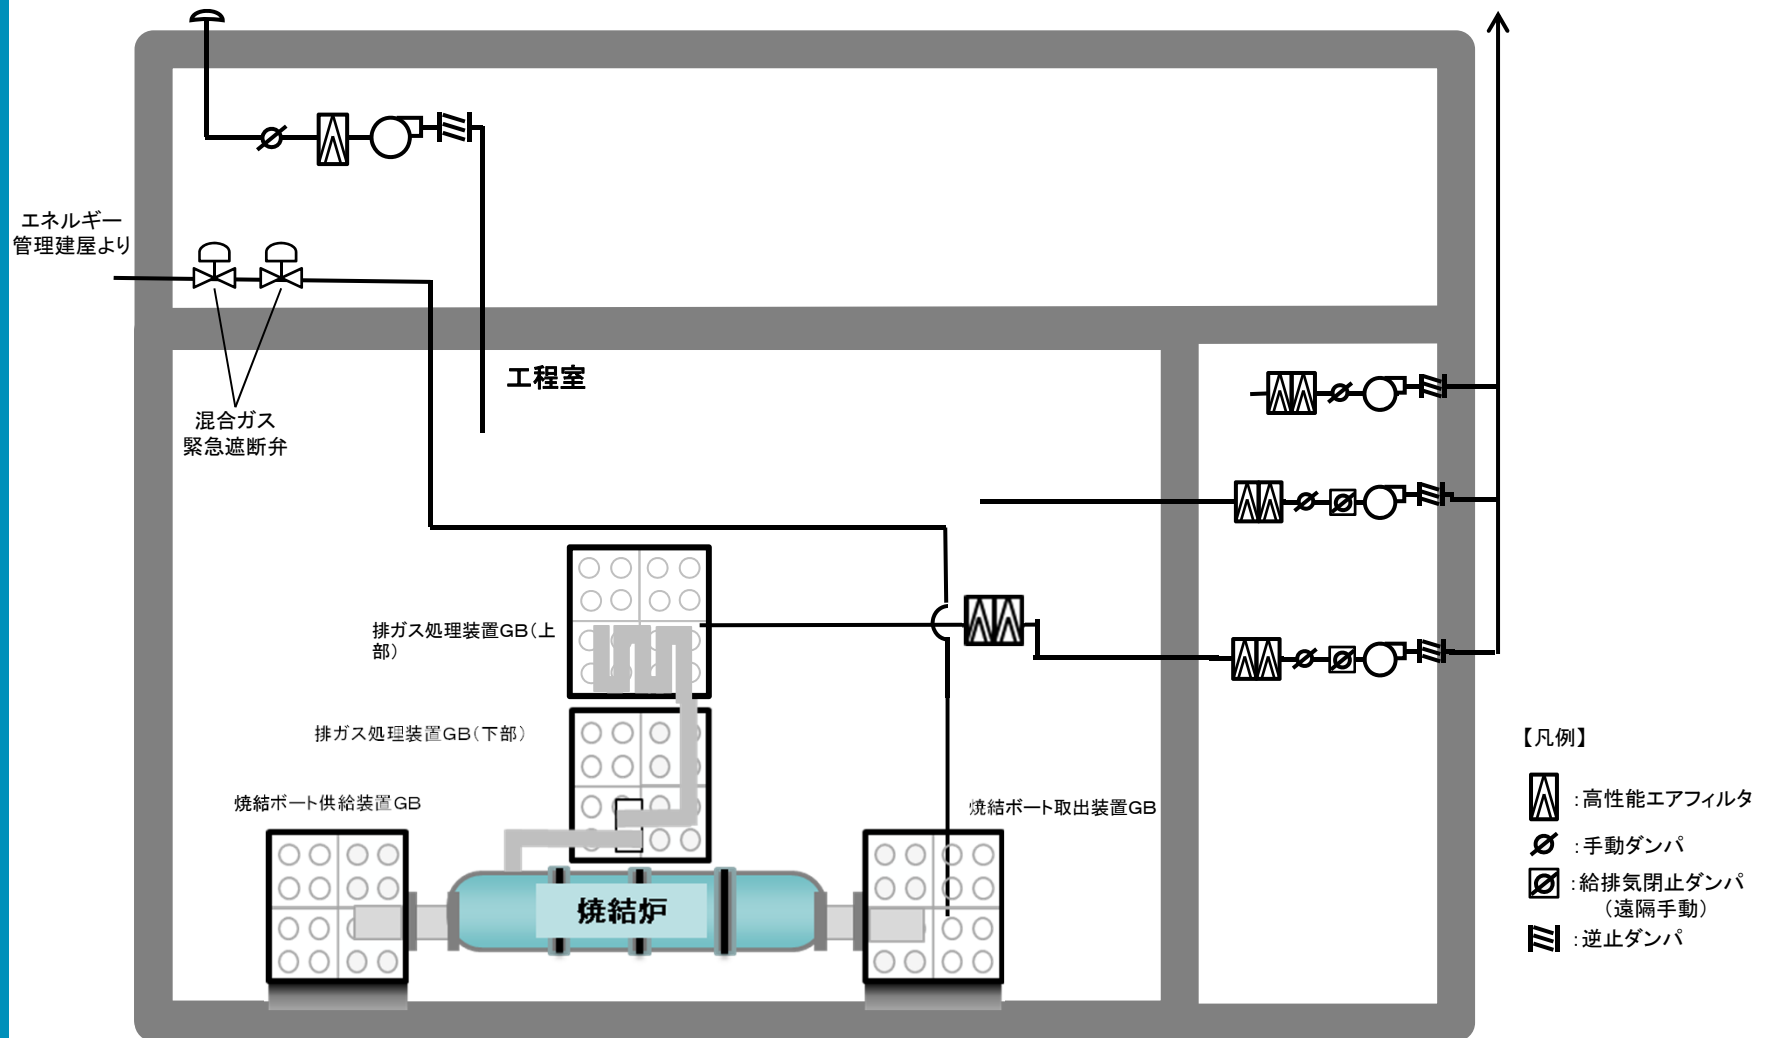 エネルギー
管理建屋より
混合ガス
緊急遮断弁
工程室
排ガス処理装置GB(上
部)
排ガス処理装置GB(下部)
焼結ボート供給装置GB
焼結ボート取出装置GB
焼結炉
【凡例】
:高性能エアフィルタ
:手動ダンパ
:給排気閉止ダンパ
(遠隔手動)
:逆止ダンパ